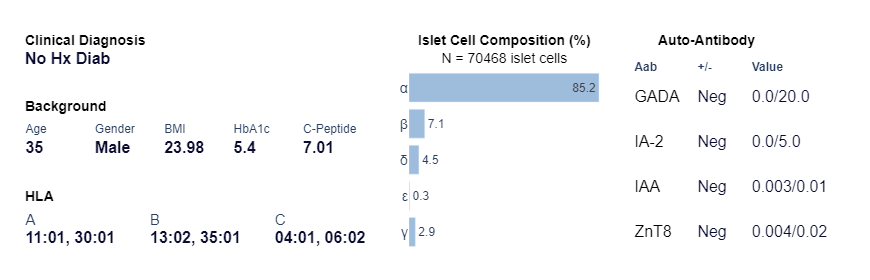 Clinical Diagnosis
No Hx Diab
Background
Age Gender BMI HbA1c C-Peptide
35 Male 23.98 5.4 7.01
HLA
A B C
11:01, 30:01 13:02, 35:01 04:01, 06:02
Islet Cell Composition (%)
N = 70468 islet cells
α 85.2
β 7.1
δ 4.5
ε 0.3
γ 2.9
Auto-Antibody
Aab +/- Value
GADA Neg 0.0/20.0
IA-2 Neg 0.0/5.0
IAA Neg 0.003/0.01
ZnT8 Neg 0.004/0.02